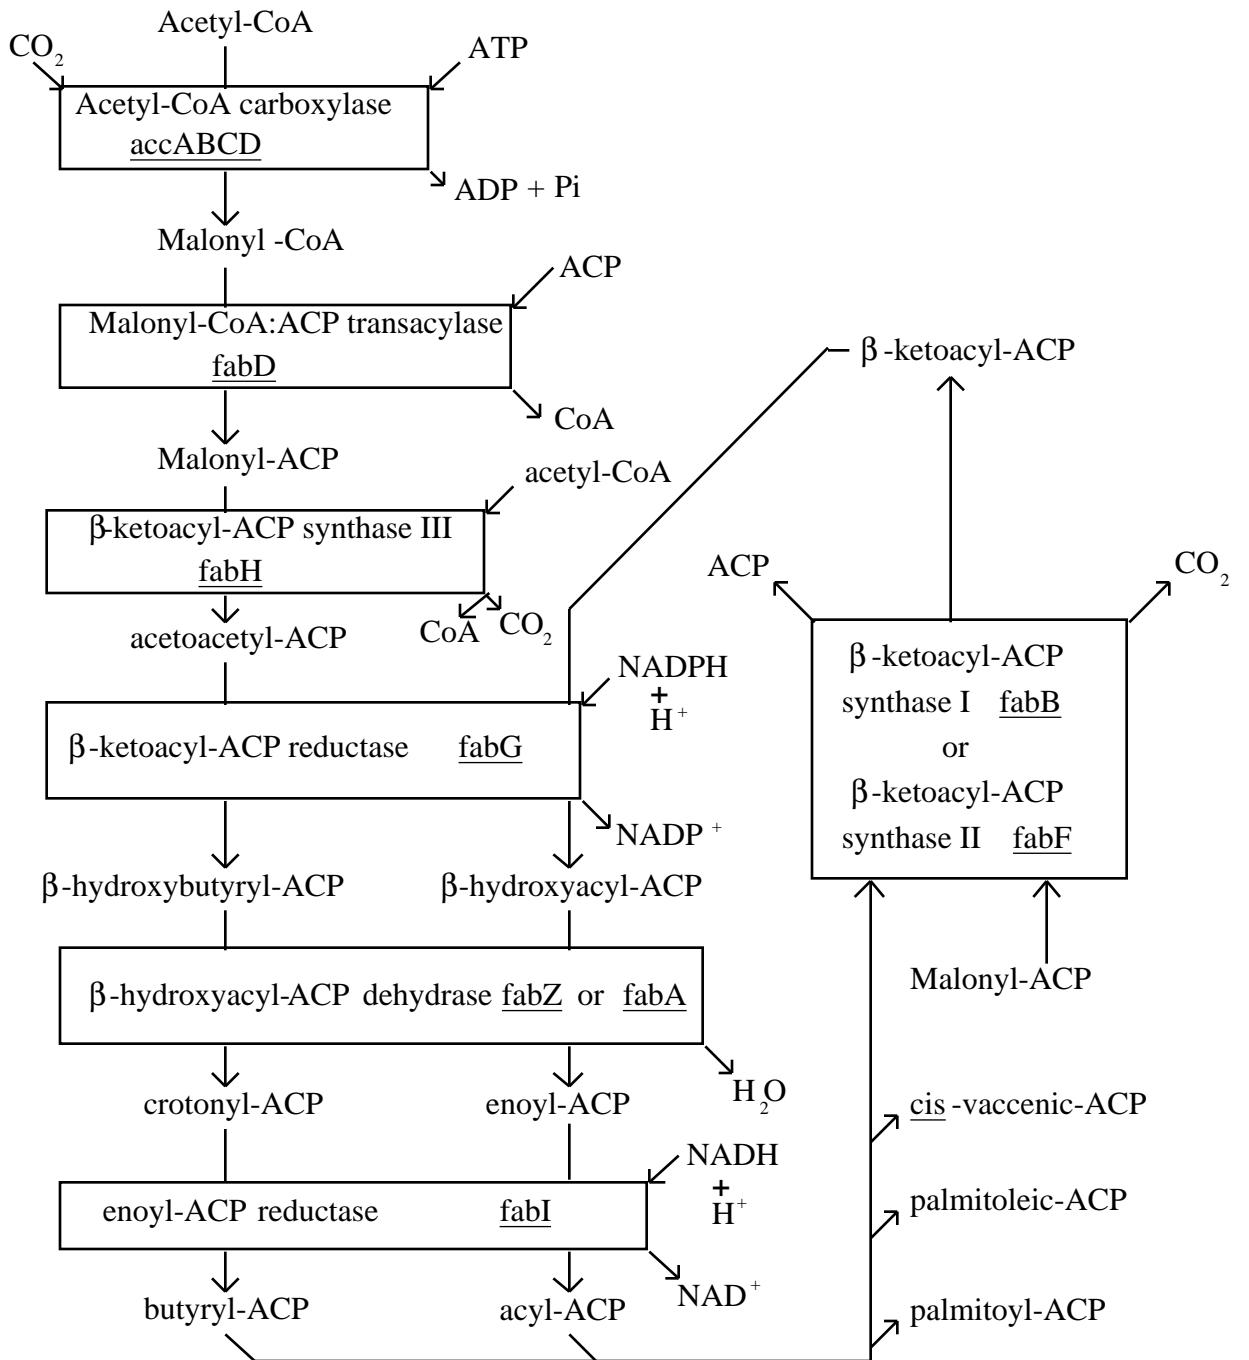 Acetyl-CoA
CO2
ATP
Acetyl-CoA carboxylase
accABCD
ADP + Pi
Malonyl -CoA
ACP
Malonyl-CoA:ACP transacylase
fabD
CoA
Malonyl-ACP
acetyl-CoA
β-ketoacyl-ACP synthase III
fabH
CoA CO2
acetoacetyl-ACP
NADPH
+
H+
β-ketoacyl-ACP reductase fabG
NADP+
β-hydroxybutyryl-ACP β-hydroxyacyl-ACP
β-hydroxyacyl-ACP dehydrase fabZ or fabA
H2O
crotonyl-ACP enoyl-ACP
NADH
+
H+
enoyl-ACP reductase fabI
NAD+
butyryl-ACP acyl-ACP
β-ketoacyl-ACP
ACP CO2
β-ketoacyl-ACP
synthase I fabB
or
β-ketoacyl-ACP
synthase II fabF
Malonyl-ACP
cis-vaccenic-ACP
palmitoleic-ACP
palmitoyl-ACP